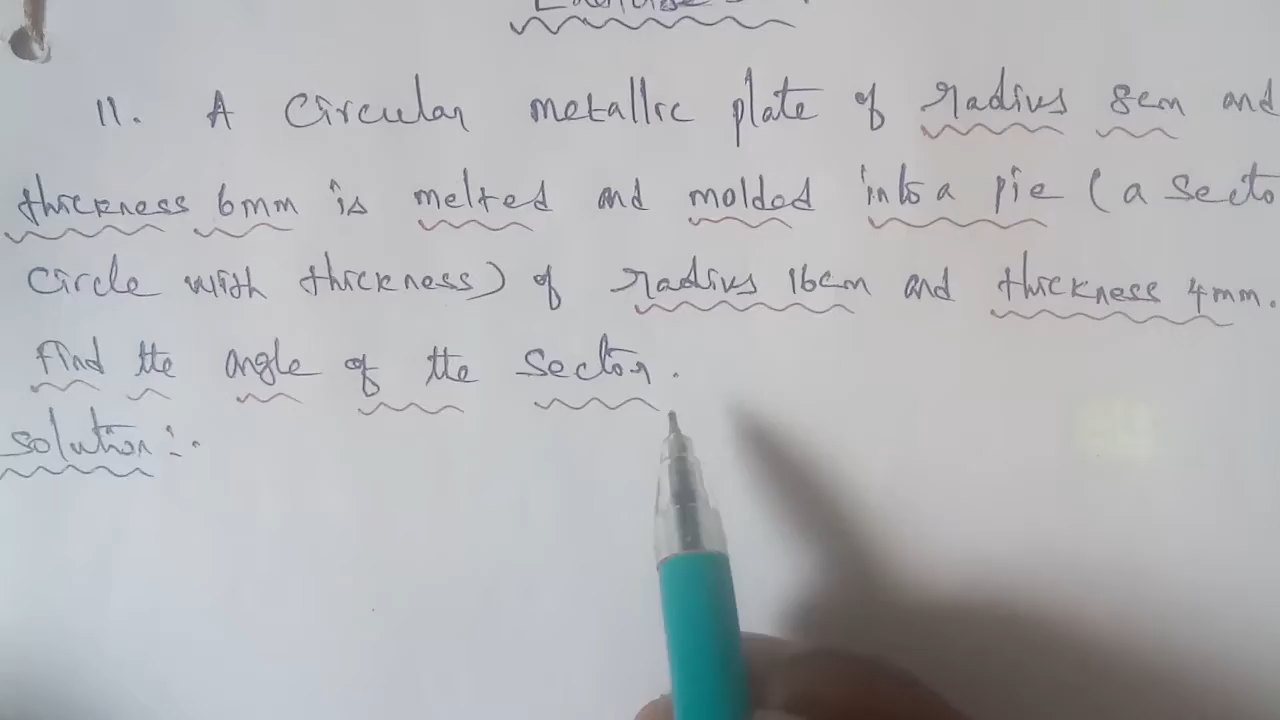 11. A Circular metallic plate of radius 8cm and
thickness 6mm is melted and molded into a pie (a Secto
Circle with thickness) of radius 16cm and thickness 4mm.
Find the angle of the Sector.
Solution:-